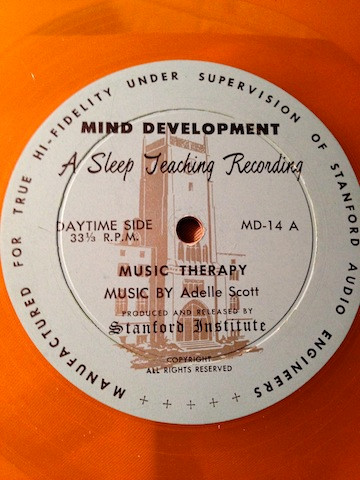 MANUFACTURED FOR TRUE HI-FIDELITY UNDER SUPERVISION OF STANFORD AUDIO ENGINEERS
MIND DEVELOPMENT
A Sleep Teaching Recording
DAYTIME SIDE
33⅓ R.P.M.
MD-14 A
MUSIC THERAPY
MUSIC BY Adelle Scott
PRODUCED AND RELEASED BY
Stanford Institute
COPYRIGHT
ALL RIGHTS RESERVED